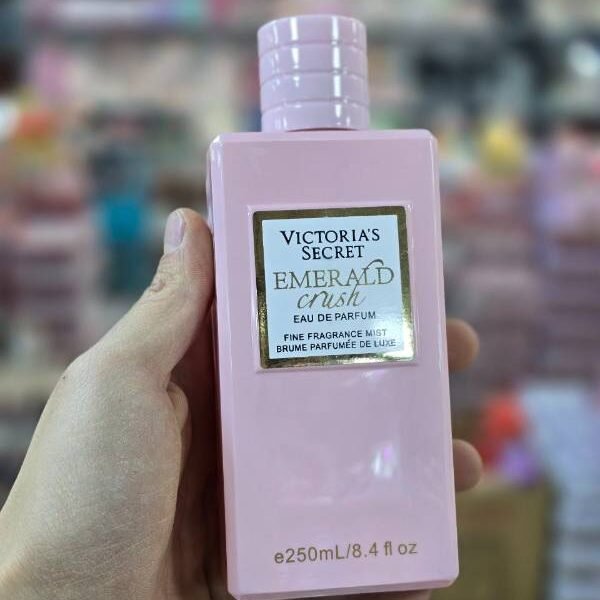 VICTORIA'S
SECRET
EMERALD
crush
EAU DE PARFUM
FINE FRAGRANCE MIST
BRUME PARFUMÉE DE LUXE
e250mL/8.4 fl oz